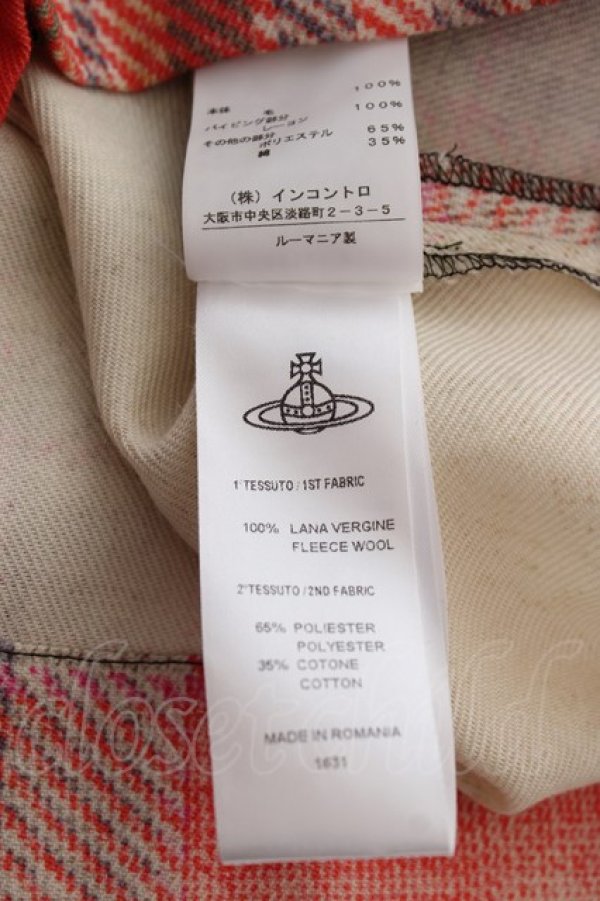 100%
本体 毛 100%
パイピング部分
レーヨン 65%
その他の部分
ポリエステル 35%
綿
(株) インコントロ
大阪市中央区淡路町2-3-5
ルーマニア製
1°TESSUTO/1ST FABRIC
100% LANA VERGINE
FLEECE WOOL
2°TESSUTO/2ND FABRIC
65% POLIESTER
POLYESTER
35% COTONE
COTTON
MADE IN ROMANIA
1631
closetchild